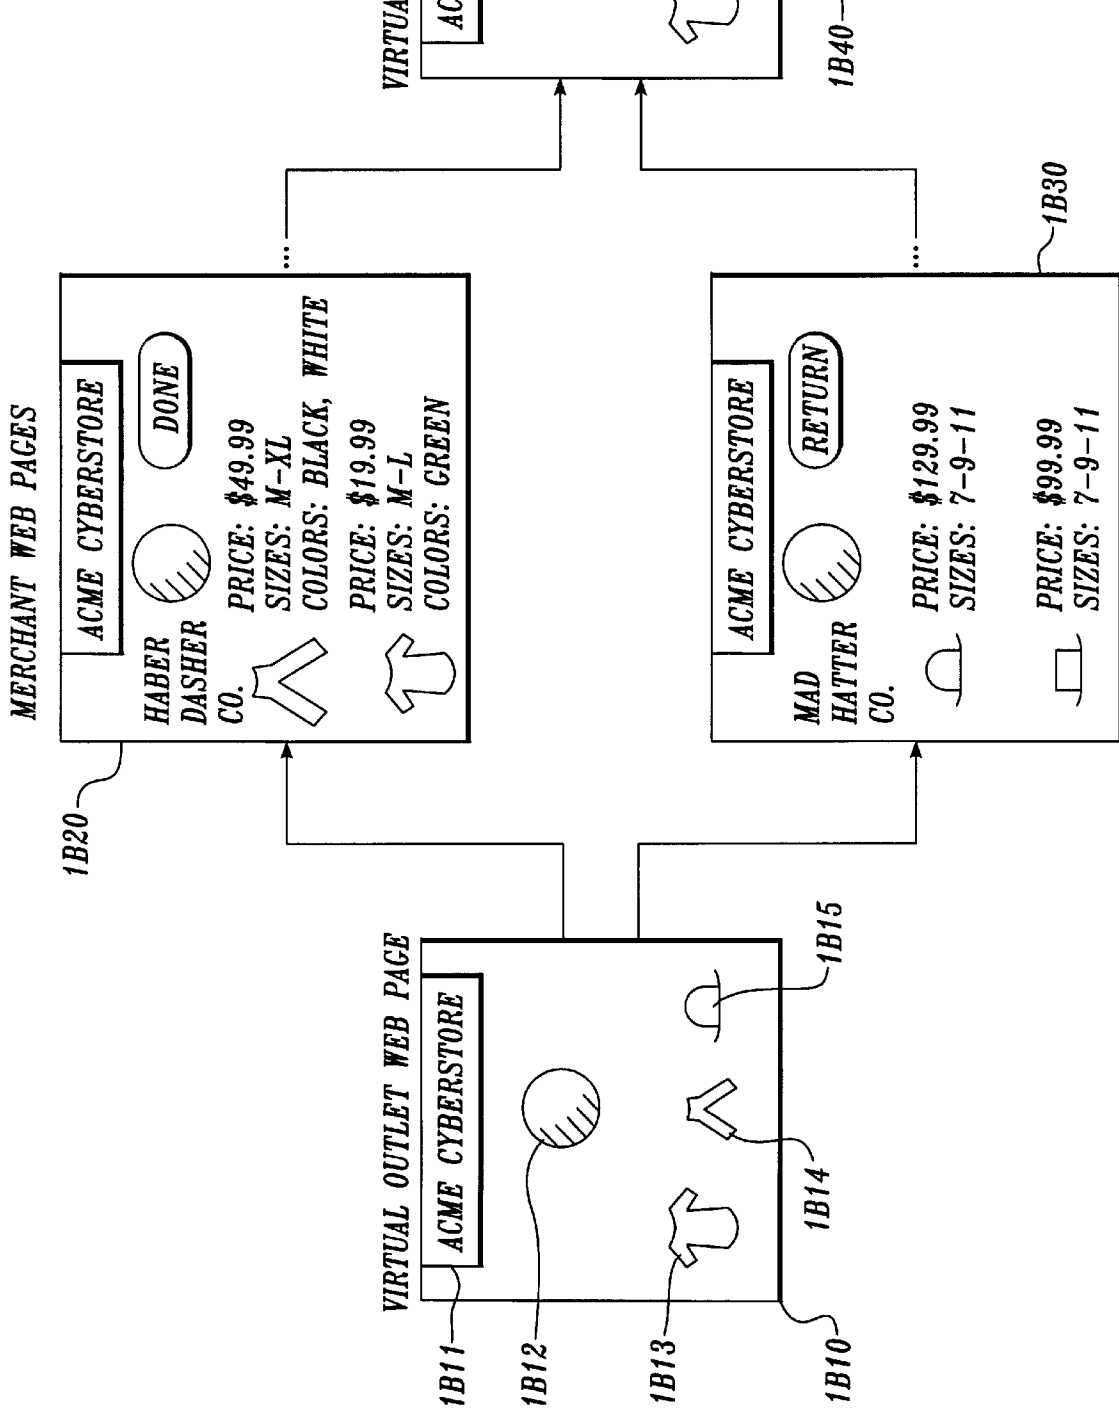 MERCHANT WEB PAGES
1B20
ACME CYBERSTORE
HABER
DASHER
CO.
DONE
PRICE: $49.99
SIZES: M-XL
COLORS: BLACK, WHITE
PRICE: $19.99
SIZES: M-L
COLORS: GREEN
VIRTUAL OUTLET WEB PAGE
1B11
ACME CYBERSTORE
1B12
1B13
1B14
1B15
1B10
ACME CYBERSTORE
MAD
HATTER
CO.
RETURN
PRICE: $129.99
SIZES: 7-9-11
PRICE: $99.99
SIZES: 7-9-11
1B30
1B40